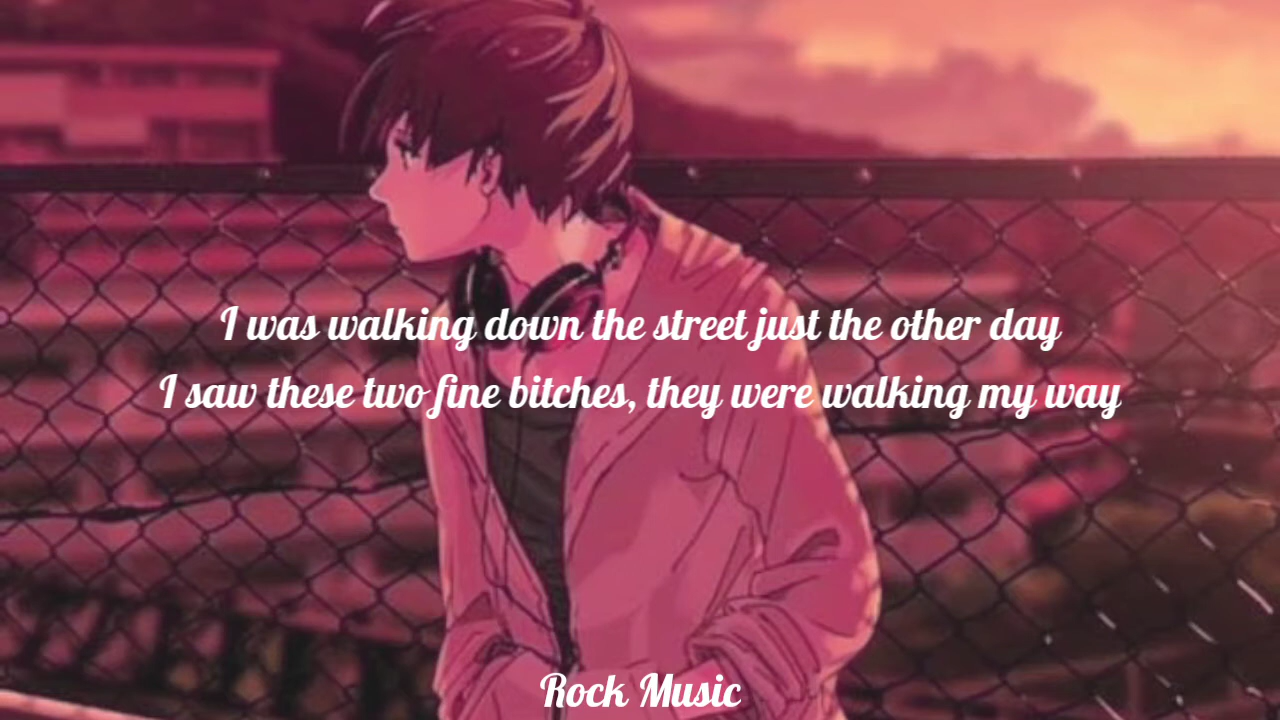 I was walking down the street just the other day
I saw these two fine bitches, they were walking my way
Rock Music